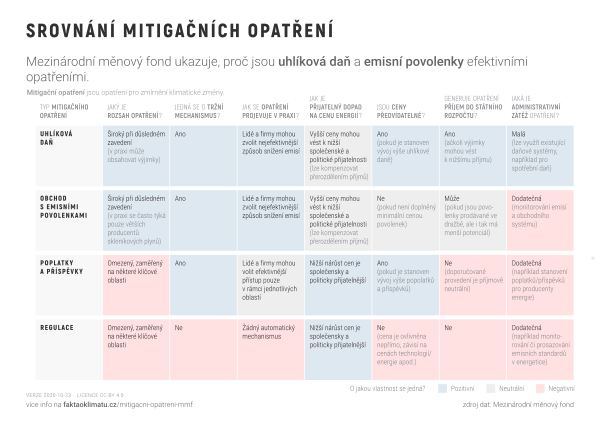 SROVNÁNÍ MITIGAČNÍCH OPATŘENÍ
Mezinárodní měnový fond ukazuje, proč jsou uhlíková daň a emisní povolenky efektivními
opatřeními.
Mitigační opatření jsou opatření pro zmírnění klimatické změny.
TYP MITIGAČNÍHO
OPATŘENÍ
JAKÝ JE
ROZSAH OPATŘENÍ?
JEDNÁ SE O TRŽNÍ
MECHANISMUS?
JAK SE OPATŘENÍ
PROJEVUJE V PRAXI?
JAK JE
PŘIJATELNÝ DOPAD
NA CENU ENERGIÍ?
JSOU CENY
PŘEDVÍDATELNÉ?
GENERUJE OPATŘENÍ
PŘÍJEM DO STÁTNÍHO
ROZPOČTU?
JAKÁ JE
ADMINISTRATIVNÍ
ZÁTĚŽ OPATŘENÍ?
UHLÍKOVÁ
DAŇ
Široký při důsledném
zavedení
(v praxi může
obsahovat výjimky)
Ano
Lidé a firmy mohou
zvolit nejefektivnější
způsob snížení emisí
Vyšší ceny mohou
vést k nižší
společenské a
politické přijatelnosti
(lze kompenzovat
přerozdělením příjmů)
Ano
(pokud je stanoven
vývoj výše uhlíkové
daně)
Ano
(ačkoli výjimky
mohou vést
k nižšímu příjmu)
Malá
(lze využít existující
daňové systémy,
například pro
spotřební daň)
OBCHOD
S EMISNÍMI
POVOLENKAMI
Široký při důsledném
zavedení
(v praxi se často týká
pouze větších
producentů
skleníkových plynů)
Ano
Lidé a firmy mohou
zvolit nejefektivnější
způsob snížení emisí
Vyšší ceny mohou
vést k nižší
společenské a
politické přijatelnosti
(lze kompenzovat
přerozdělením příjmů)
Ne
(pokud není doplněný
minimální cenou
povolenek)
Může
(pokud jsou povo-
lenky prodávané ve
dražbě, ale i tak má
menší potenciál)
Dodatečná
(monitorování emisí
a obchodního
systému)
POPLATKY
A PŘÍSPĚVKY
Omezený, zaměřený
na některé klíčové
oblasti
Ano
Lidé a firmy mohou
volit efektivnější
přístup pouze
v rámci jednotlivých
oblastí
Nižší nárůst cen je
společensky a
politicky přijatelnější
Ano
(pokud je stanoven
vývoj výše popolatků
a příspěvků)
Ne
(doporučované
provedení je příjmově
neutrální)
Dodatečná
(například stanovení
poplatků/příspěvků
pro producenty
energie)
REGULACE
Omezený, zaměřený
na některé klíčové
oblasti
Ne
Žádný automatický
mechanismus
Nižší nárůst cen je
společensky a
politicky přijatelnější
Ne
(cena je ovlivněna
nepřímo, závisí na
cenách technologií/
energie apod.)
Ne
Dodatečná
(například monito-
rování či prosazování
emisních standardů
v energetice)
O jakou vlastnost se jedná?
Pozitivní
Neutrální
Negativní
VERZE 2020-10-23 LICENCE CC BY 4.0
více info na faktaoklimatu.cz/mitigacni-opatreni-mmf
zdroj dat: Mezinárodní měnový fond